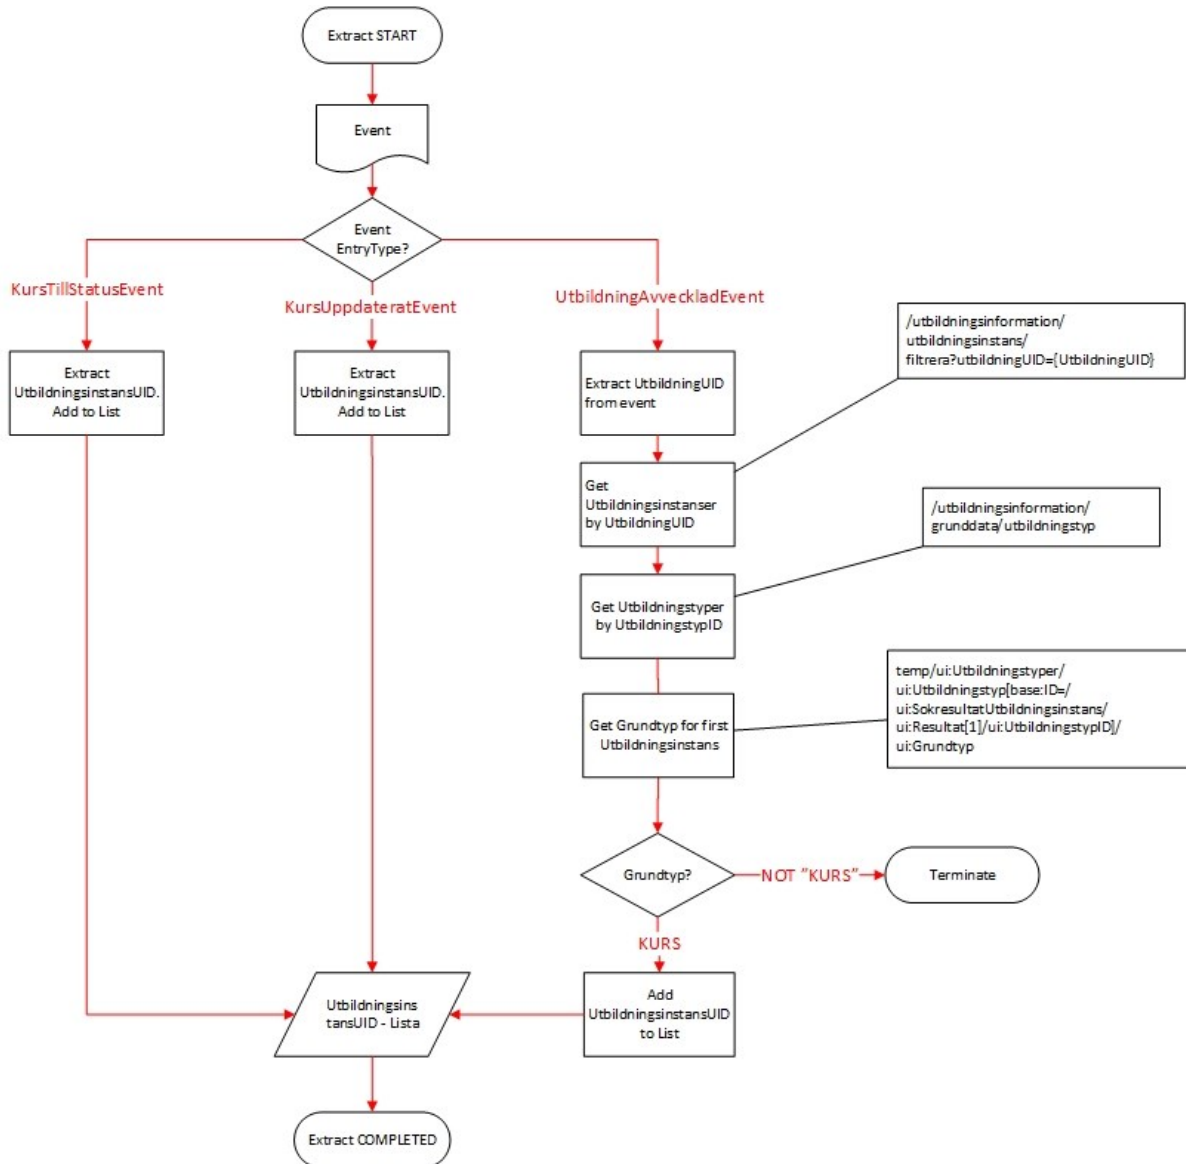 Extract START
Event
Event
EntryType?
KursTillStatusEvent
KursUppdateratEvent
UtbildningAvveckladEvent
/utbildningsinformation/
utbildningsinstans/
filtrera?utbildningUID={UtbildningUID}
Extract
UtbildningsinstansUID.
Add to List
Extract
UtbildningsinstansUID.
Add to List
Extract UtbildningUID
from event
Get
Utbildningsinstanser
by UtbildningUID
/utbildningsinformation/
grunddata/utbildningstyp
Get Utbildningstyper
by UtbildningstypID
temp/ui:Utbildningstyper/
ui:Utbildningstyp[base:ID=/
ui:SokresultatUtbildningsinstans/
ui:Resultat[1]/ui:UtbildningstypID]/
ui:Grundtyp
Get Grundtyp for first
Utbildningsinstans
Grundtyp?
NOT "KURS"
Terminate
KURS
Utbildningsins
tansUID - Lista
Add
UtbildningsinstansUID
to List
Extract COMPLETED